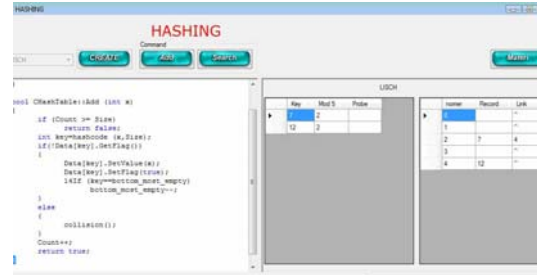 HASHING
HASHING
Command
LISCH
CREATE
Add
Search
LISCH
}
bool CHashTable::Add (int x)
{
if (Count >= Size)
return false;
int key=hashcode (x,Size);
if(!Data[key].GetFlag())
{
Data[key].SetValue(x);
Data[key].SetFlag(true);
if (key==bottom_most_empty)
bottom_most_empty--;
}
else
{
collision();
}
Count++;
return true;
Key Mod 5 Probe
7 2
12 2
nomer Record Link
0 ^
1 ^
2 7 4
3 ^
4 12 ^